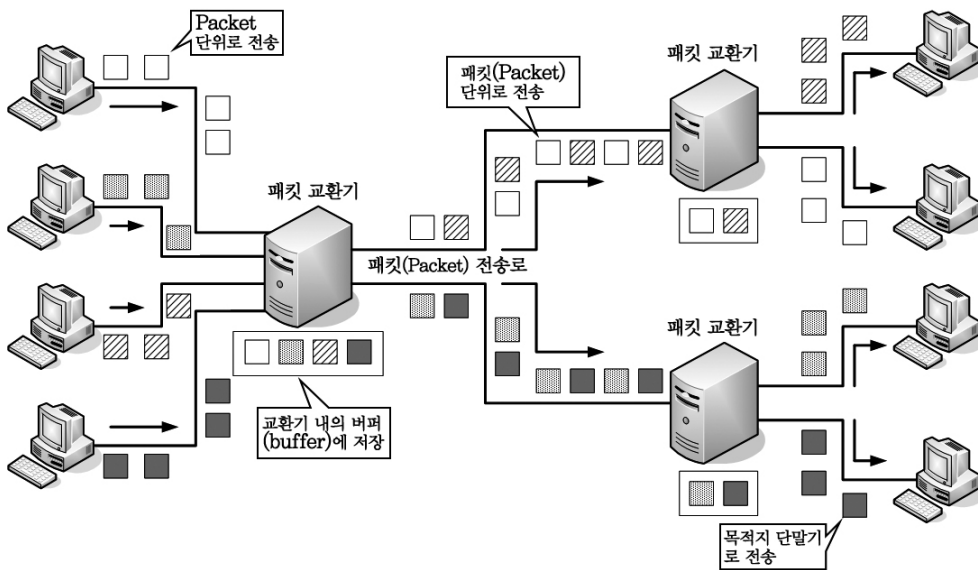 Packet
단위로 전송
패킷(Packet)
단위로 전송
패킷 교환기
패킷 교환기
패킷(Packet) 전송로
패킷 교환기
교환기 내의 버퍼
(buffer)에 저장
목적지 단말기
로 전송